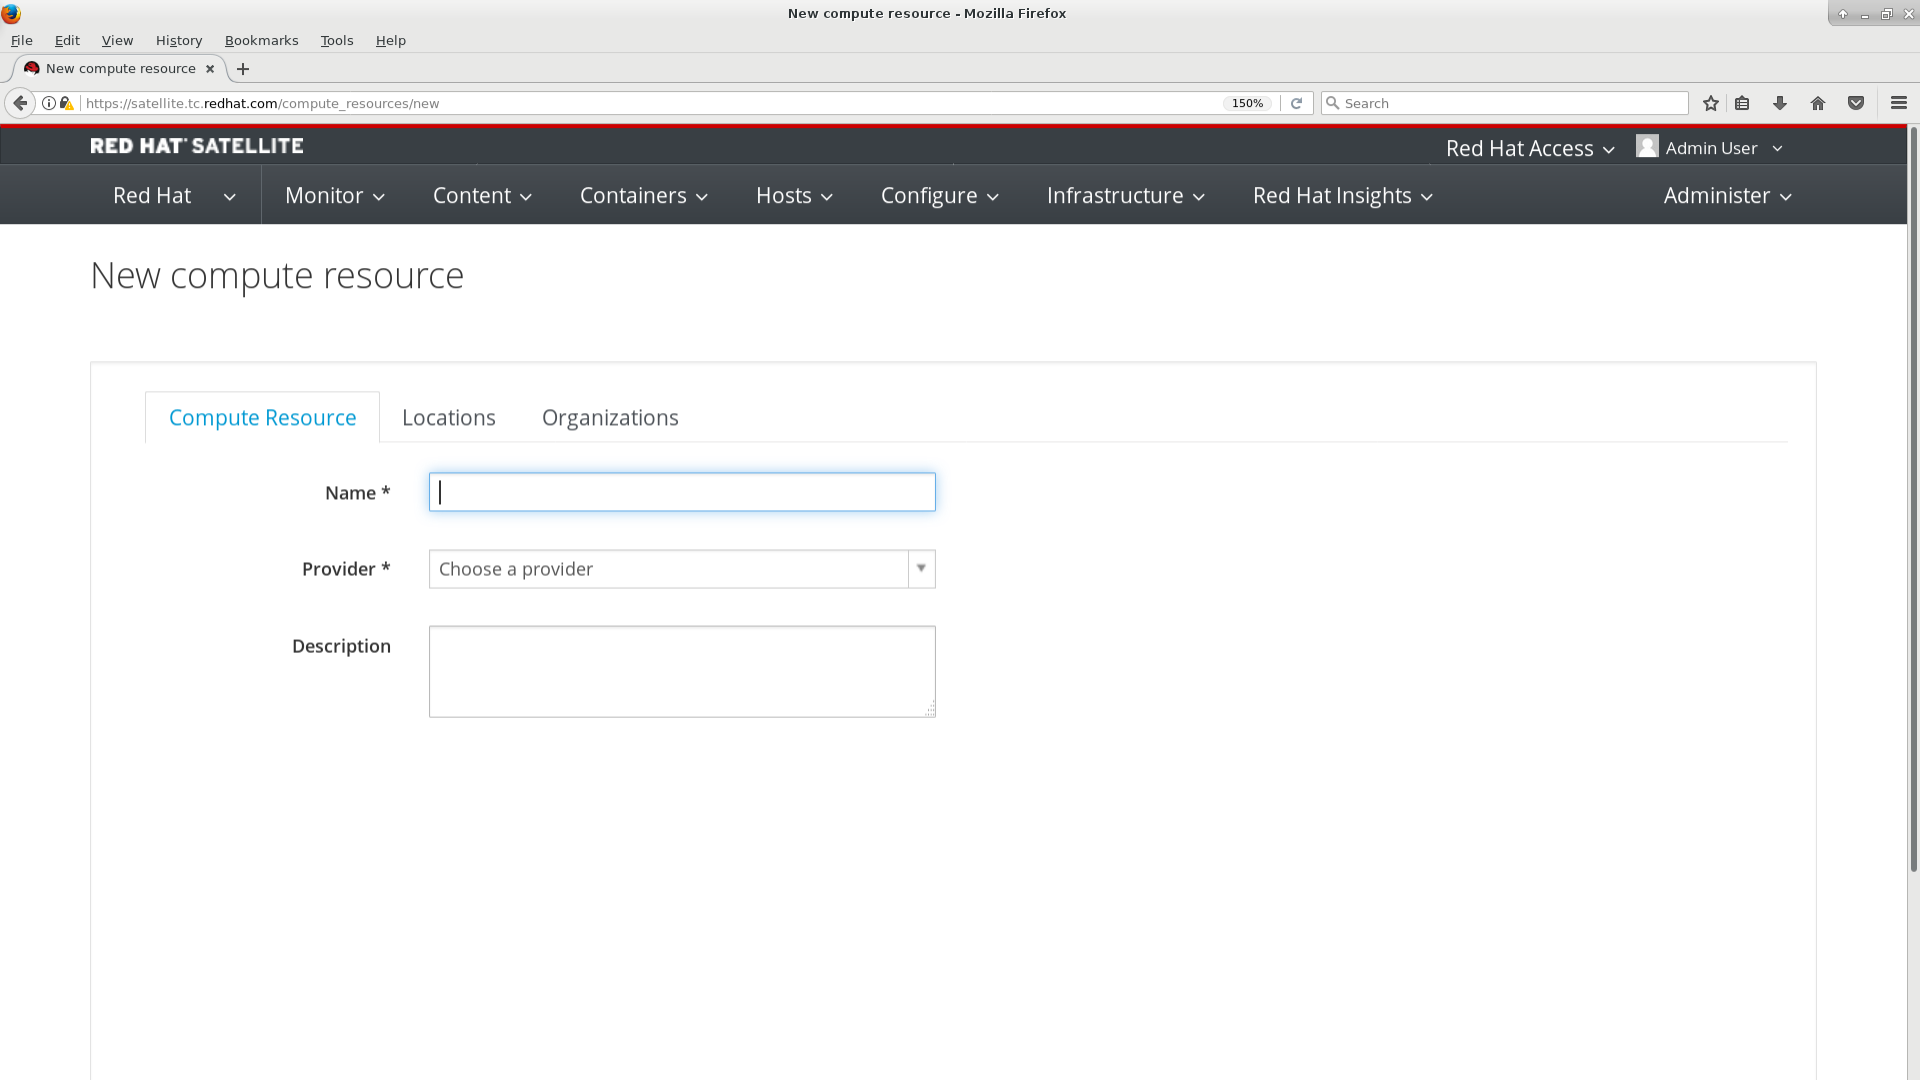 New compute resource - Mozilla Firefox
File Edit View History Bookmarks Tools Help
New compute resource
https://satellite.tc.redhat.com/compute_resources/new 150% Search
RED HAT SATELLITE Red Hat Access Admin User
Red Hat Monitor Content Containers Hosts Configure Infrastructure Red Hat Insights Administer
New compute resource
Compute Resource Locations Organizations
Name *
Provider * Choose a provider
Description